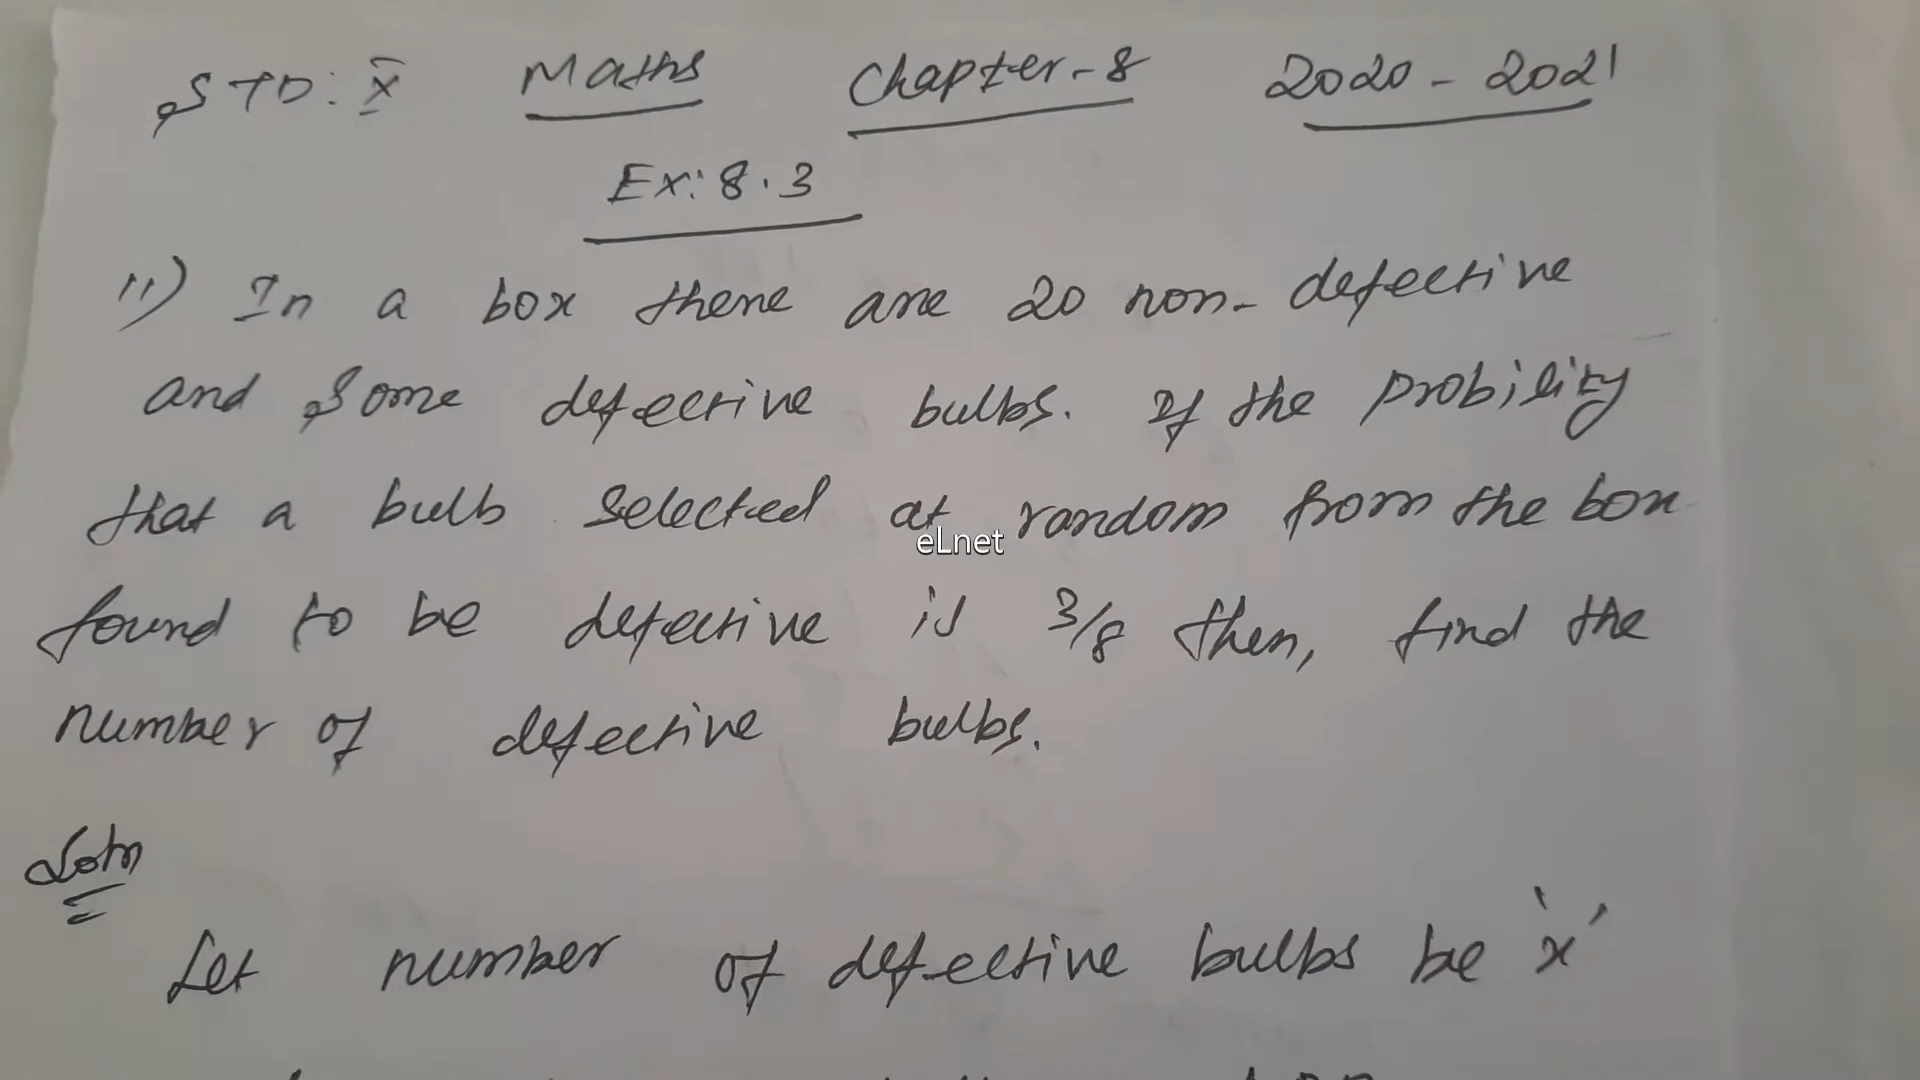 STD: X Maths Chapter-8 2020-2021
Ex: 8.3
11) In a box there are 20 non-defective
and Some defective bulbs. If the probility
that a bulb selected at random from the box
eLnet
found to be defective is 3/8 then, find the
number of defective bulbs.
Soln
Let number of defective bulbs be 'x'